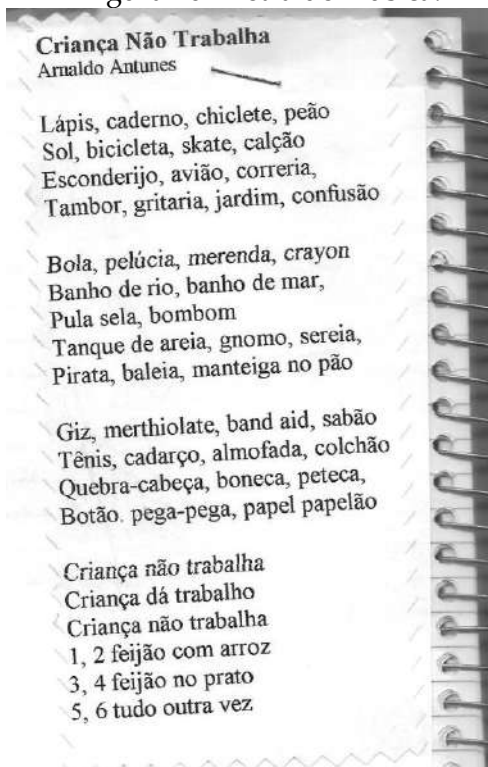 Criança Não Trabalha
Arnaldo Antunes
Lápis, caderno, chiclete, peão
Sol, bicicleta, skate, calção
Esconderijo, avião, correria,
Tambor, gritaria, jardim, confusão
Bola, pelúcia, merenda, crayon
Banho de rio, banho de mar,
Pula sela, bombom
Tanque de areia, gnomo, sereia,
Pirata, baleia, manteiga no pão
Giz, merthiolate, band aid, sabão
Tênis, cadarço, almofada, colchão
Quebra-cabeça, boneca, peteca,
Botão. pega-pega, papel papelão
Criança não trabalha
Criança dá trabalho
Criança não trabalha
1, 2 feijão com arroz
3, 4 feijão no prato
5, 6 tudo outra vez